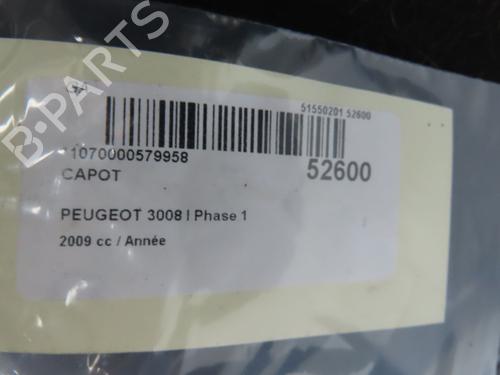 51550201 52600
*1070000579958
52600
CAPOT
PEUGEOT 3008 I Phase 1
2009 cc / Année
B-PARTS